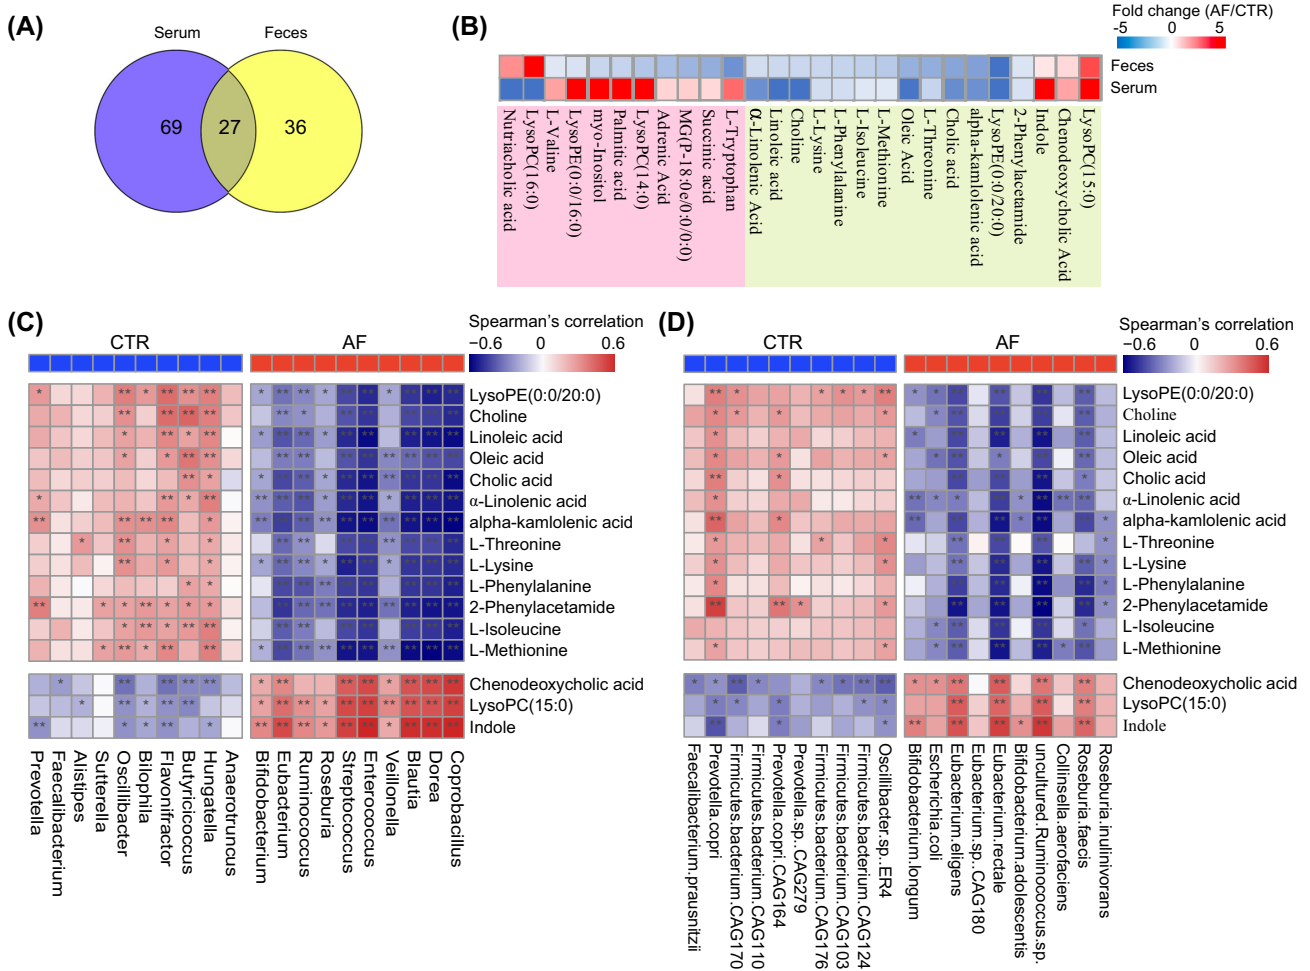 (A)
Serum
Feces
69
27
36
(B)
Fold change (AF/CTR)
-5
0
5
Feces
Serum
Nutriacholic acid
LysoPC(16:0)
L-Valine
LysoPE(0:0/16:0)
myo-Inositol
Palmitic acid
LysoPC(14:0)
Adrenic Acid
MG(P-18:0e/0:0/0:0)
Succinic acid
L-Tryptophan
α-Linolenic Acid
Linoleic acid
Choline
L-Lysine
L-Phenylalanine
L-Isoleucine
L-Methionine
Oleic Acid
L-Threonine
Cholic acid
alpha-kamlolenic acid
LysoPE(0:0/20:0)
2-Phenylacetamide
Indole
Chenodeoxycholic Acid
LysoPC(15:0)
(C)
CTR
AF
Spearman's correlation
−0.6
0
0.6
LysoPE(0:0/20:0)
Choline
Linoleic acid
Oleic acid
Cholic acid
α-Linolenic acid
alpha-kamlolenic acid
L-Threonine
L-Lysine
L-Phenylalanine
2-Phenylacetamide
L-Isoleucine
L-Methionine
Chenodeoxycholic acid
LysoPC(15:0)
Indole
Prevotella
Faecalibacterium
Alistipes
Sutterella
Oscillibacter
Bilophila
Flavonifractor
Butyricicoccus
Hungatella
Anaerotruncus
Bifidobacterium
Eubacterium
Ruminococcus
Roseburia
Streptococcus
Enterococcus
Veillonella
Blautia
Dorea
Coprobacillus
(D)
CTR
AF
Spearman's correlation
−0.6
0
0.6
LysoPE(0:0/20:0)
Choline
Linoleic acid
Oleic acid
Cholic acid
α-Linolenic acid
alpha-kamlolenic acid
L-Threonine
L-Lysine
L-Phenylalanine
2-Phenylacetamide
L-Isoleucine
L-Methionine
Chenodeoxycholic acid
LysoPC(15:0)
Indole
Faecalibacterium.prausnitzii
Prevotella.copri
Firmicutes.bacterium.CAG170
Firmicutes.bacterium.CAG110
Prevotella.copri.CAG164
Prevotella.sp..CAG279
Firmicutes.bacterium.CAG176
Firmicutes.bacterium.CAG103
Firmicutes.bacterium.CAG124
Oscillibacter.sp..ER4
Bifidobacterium.longum
Escherichia.coli
Eubacterium.eligens
Eubacterium.sp..CAG180
Eubacterium.rectale
Bifidobacterium.adolescentis
uncultured.Ruminococcus.sp.
Collinsella.aerofaciens
Roseburia.faecis
Roseburia.inulinivorans